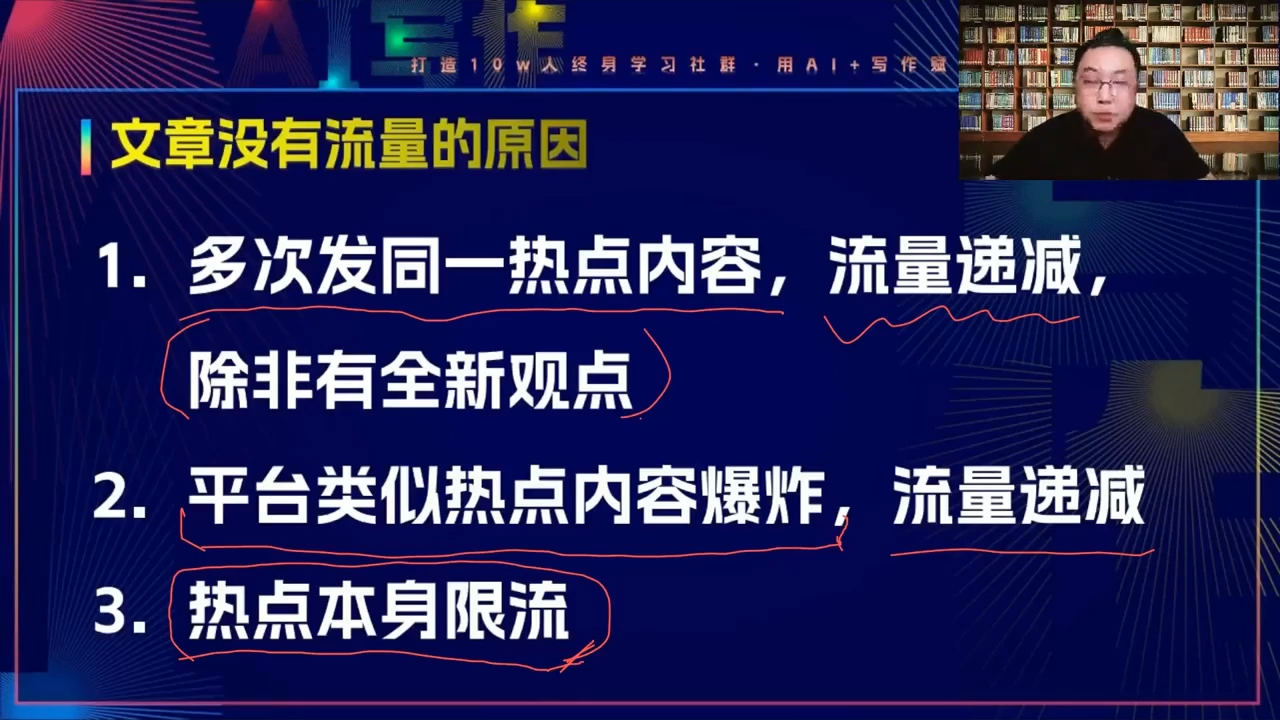 AI写作
打造10w人终身学习社群·用AI+写作赋
文章没有流量的原因
1. 多次发同一热点内容，流量递减，
除非有全新观点
2. 平台类似热点内容爆炸，流量递减
3. 热点本身限流